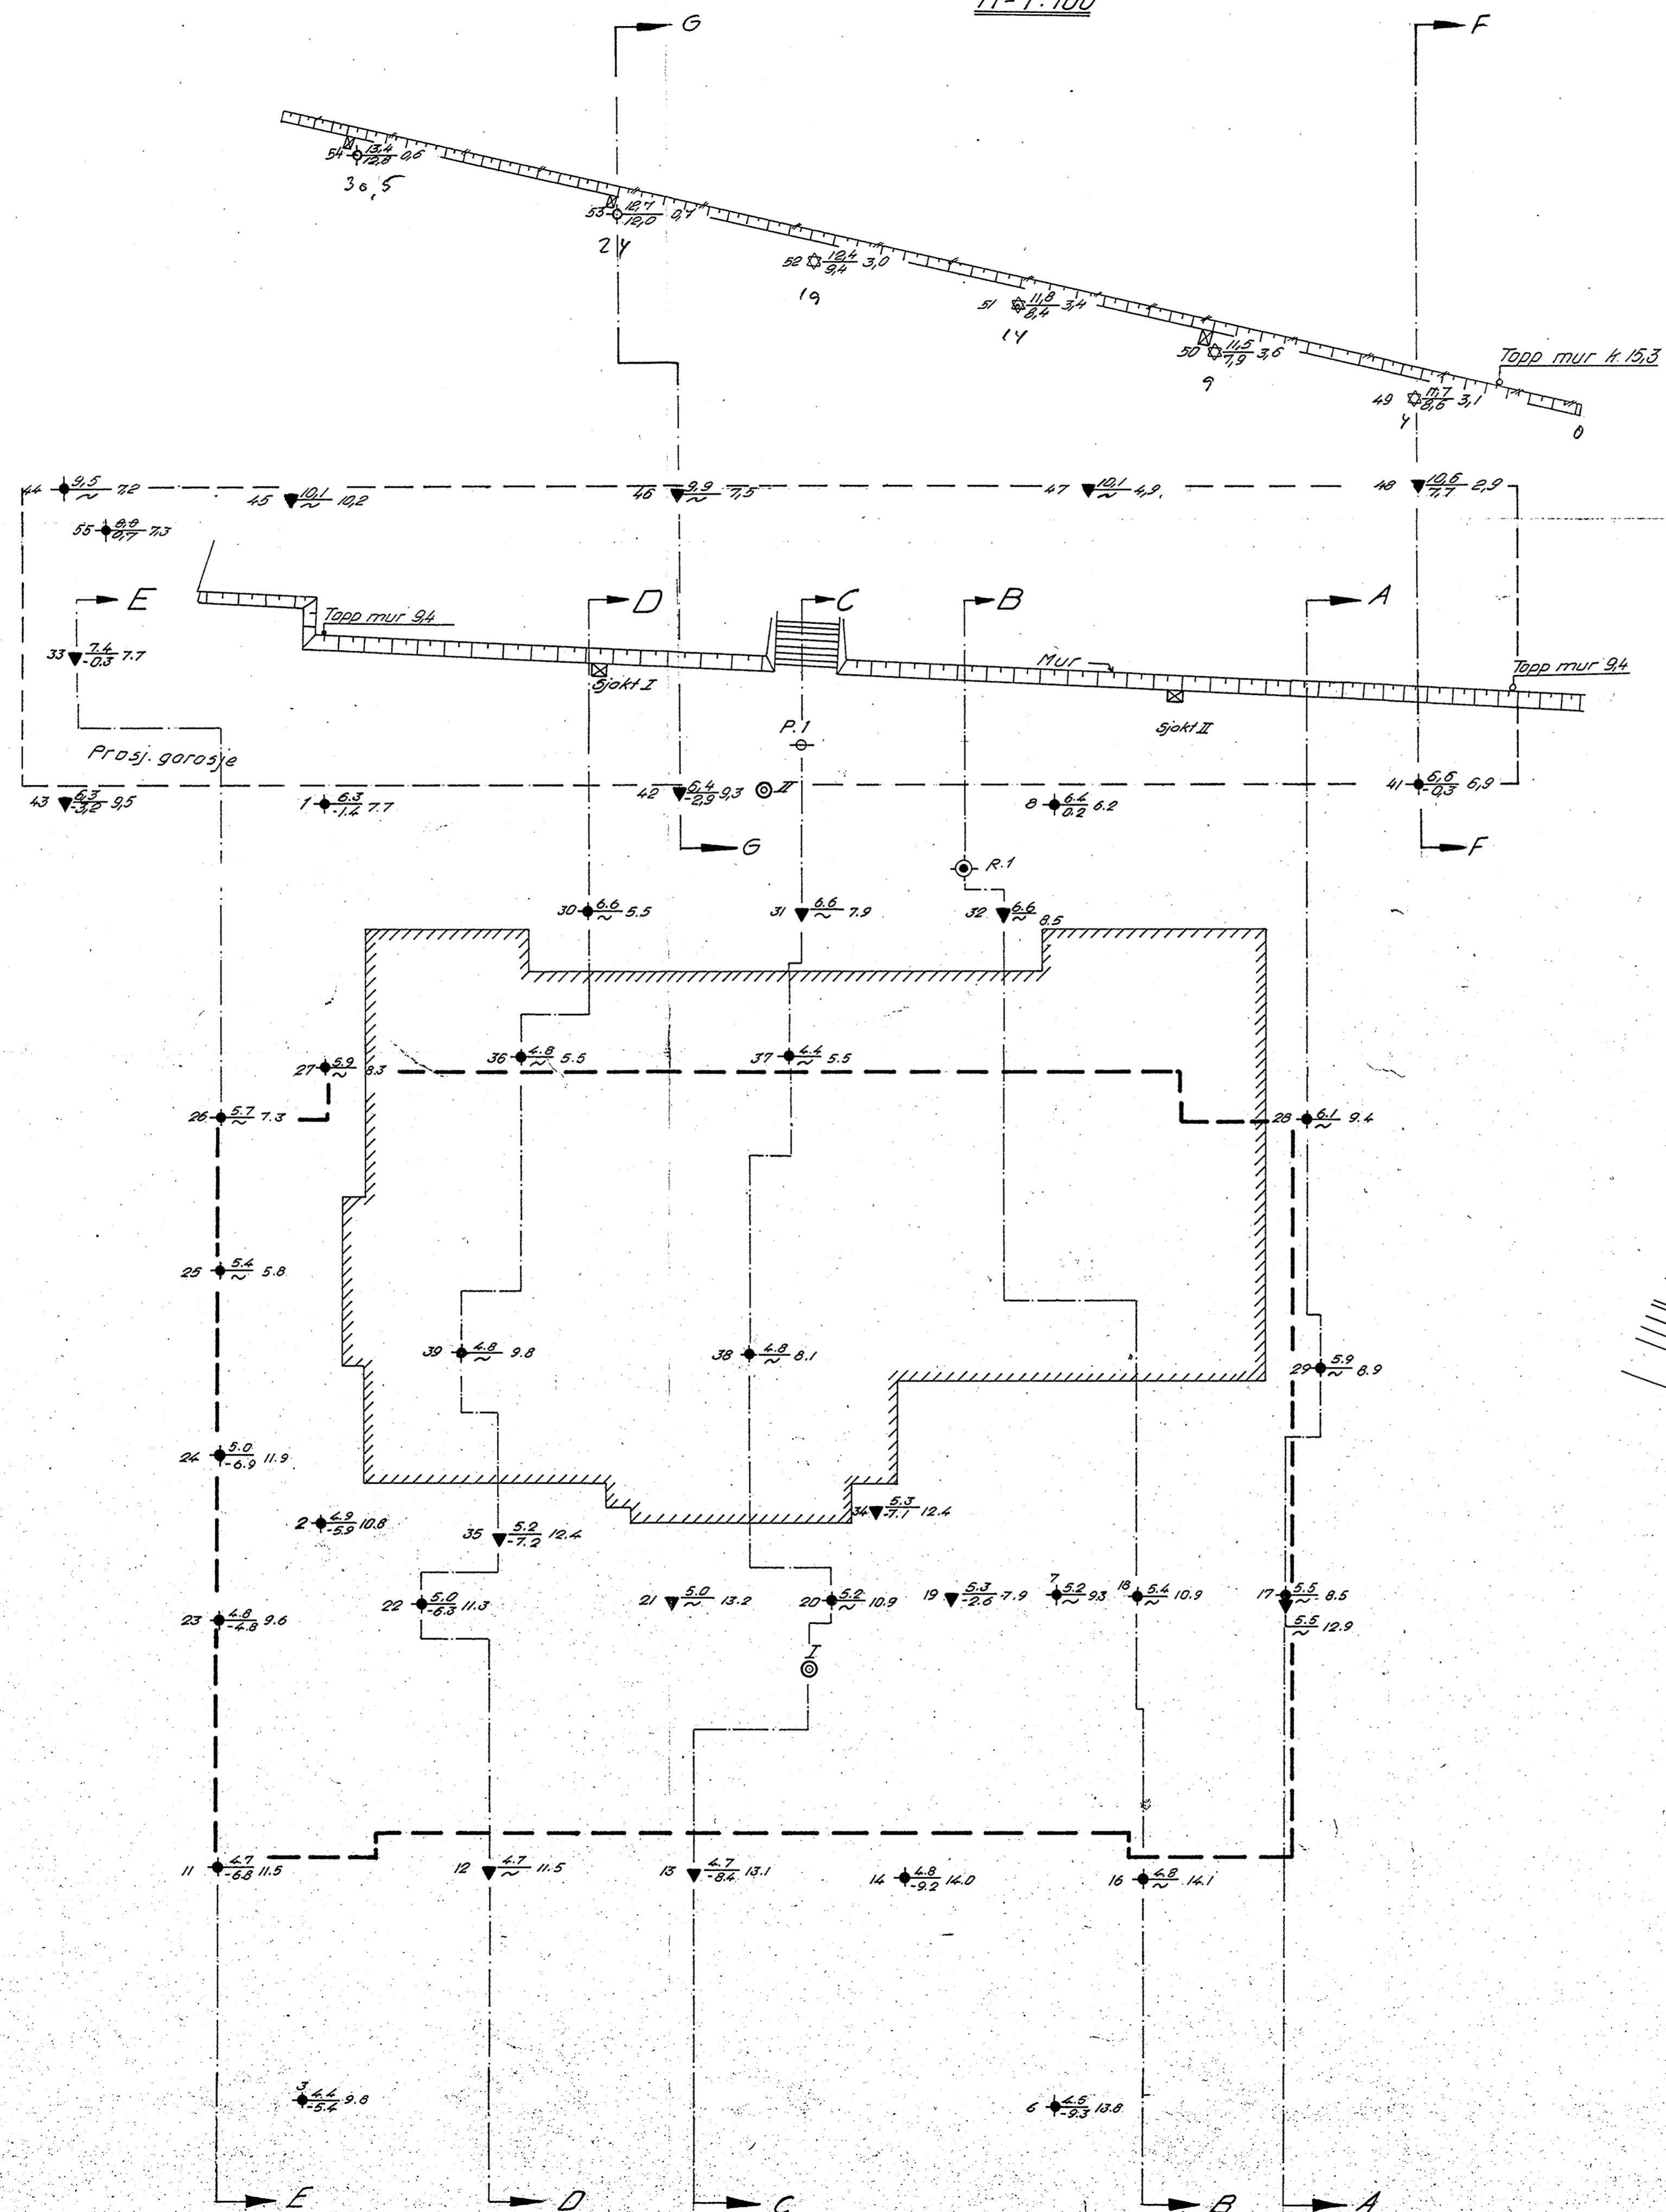 M=1:100
G
F
54 13,4 0,6
12,8
30,5
53 12,7 0,7
12,0
24
52 12,4 3,0
9,4
19
51 11,8 3,4
8,4
14
50 11,5 3,6
7,9
9
Topp mur k. 15,3
49 11,7 3,1
8,6
4
0
44 9,5 7,2
~
45 10,1 10,2
~
46 9,9 7,5
~
47 10,1 4,9
~
48 10,6 2,9
7,7
55 8,0 7,3
0,7
E
D
C
B
A
Topp mur 9,4
33 7.4 7.7
-0.3
Mur
Topp mur 9,4
Sjakt I
Sjakt II
P.1
Prosj. garasje
43 6,3 9,5
-3,2
1 6.3 7.7
-1.4
42 6,4 9,3
-2,9
II
8 6.4 6.2
0.2
41 6,6 6,9
-0,3
G
F
R.1
30 6.6 5.5
~
31 6.6 7.9
~
32 6.6 8.5
~
27 5.9 8.3
~
36 4.8 5.5
~
37 4.4 5.5
~
26 5.7 7.3
~
28 6.1 9.4
~
25 5.4 5.8
~
39 4.8 9.8
~
38 4.8 8.1
~
29 5.9 8.9
~
24 5.0 11.9
-6.9
2 4.9 10.8
-5.9
35 5.2 12.4
-7.2
34 5.3 12.4
-7.1
23 4.8 9.6
-4.8
22 5.0 11.3
-6.3
21 5.0 13.2
~
20 5.2 10.9
~
19 5.3 7.9
-2.6
7 5.2 9.3
~
18 5.4 10.9
~
17 5.5 8.5
~
5.5 12.9
~
I
11 4.7 11.5
-6.8
12 4.7 11.5
~
13 4.7 13.1
-8.4
14 4.8 14.0
-9.2
16 4.8 14.1
~
3 4.4 9.8
-5.4
6 4.5 13.8
-9.3
E
D
C
B
A